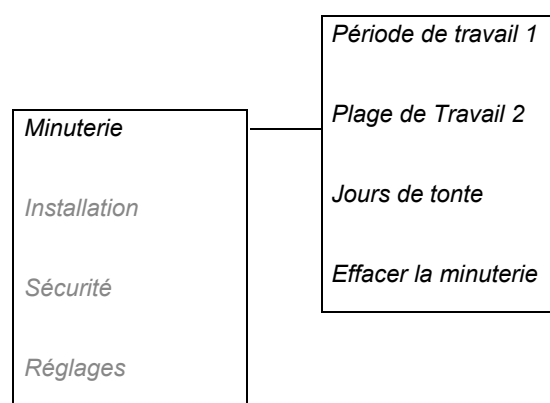 Minuterie
Installation
Sécurité
Réglages
Période de travail 1
Plage de Travail 2
Jours de tonte
Effacer la minuterie